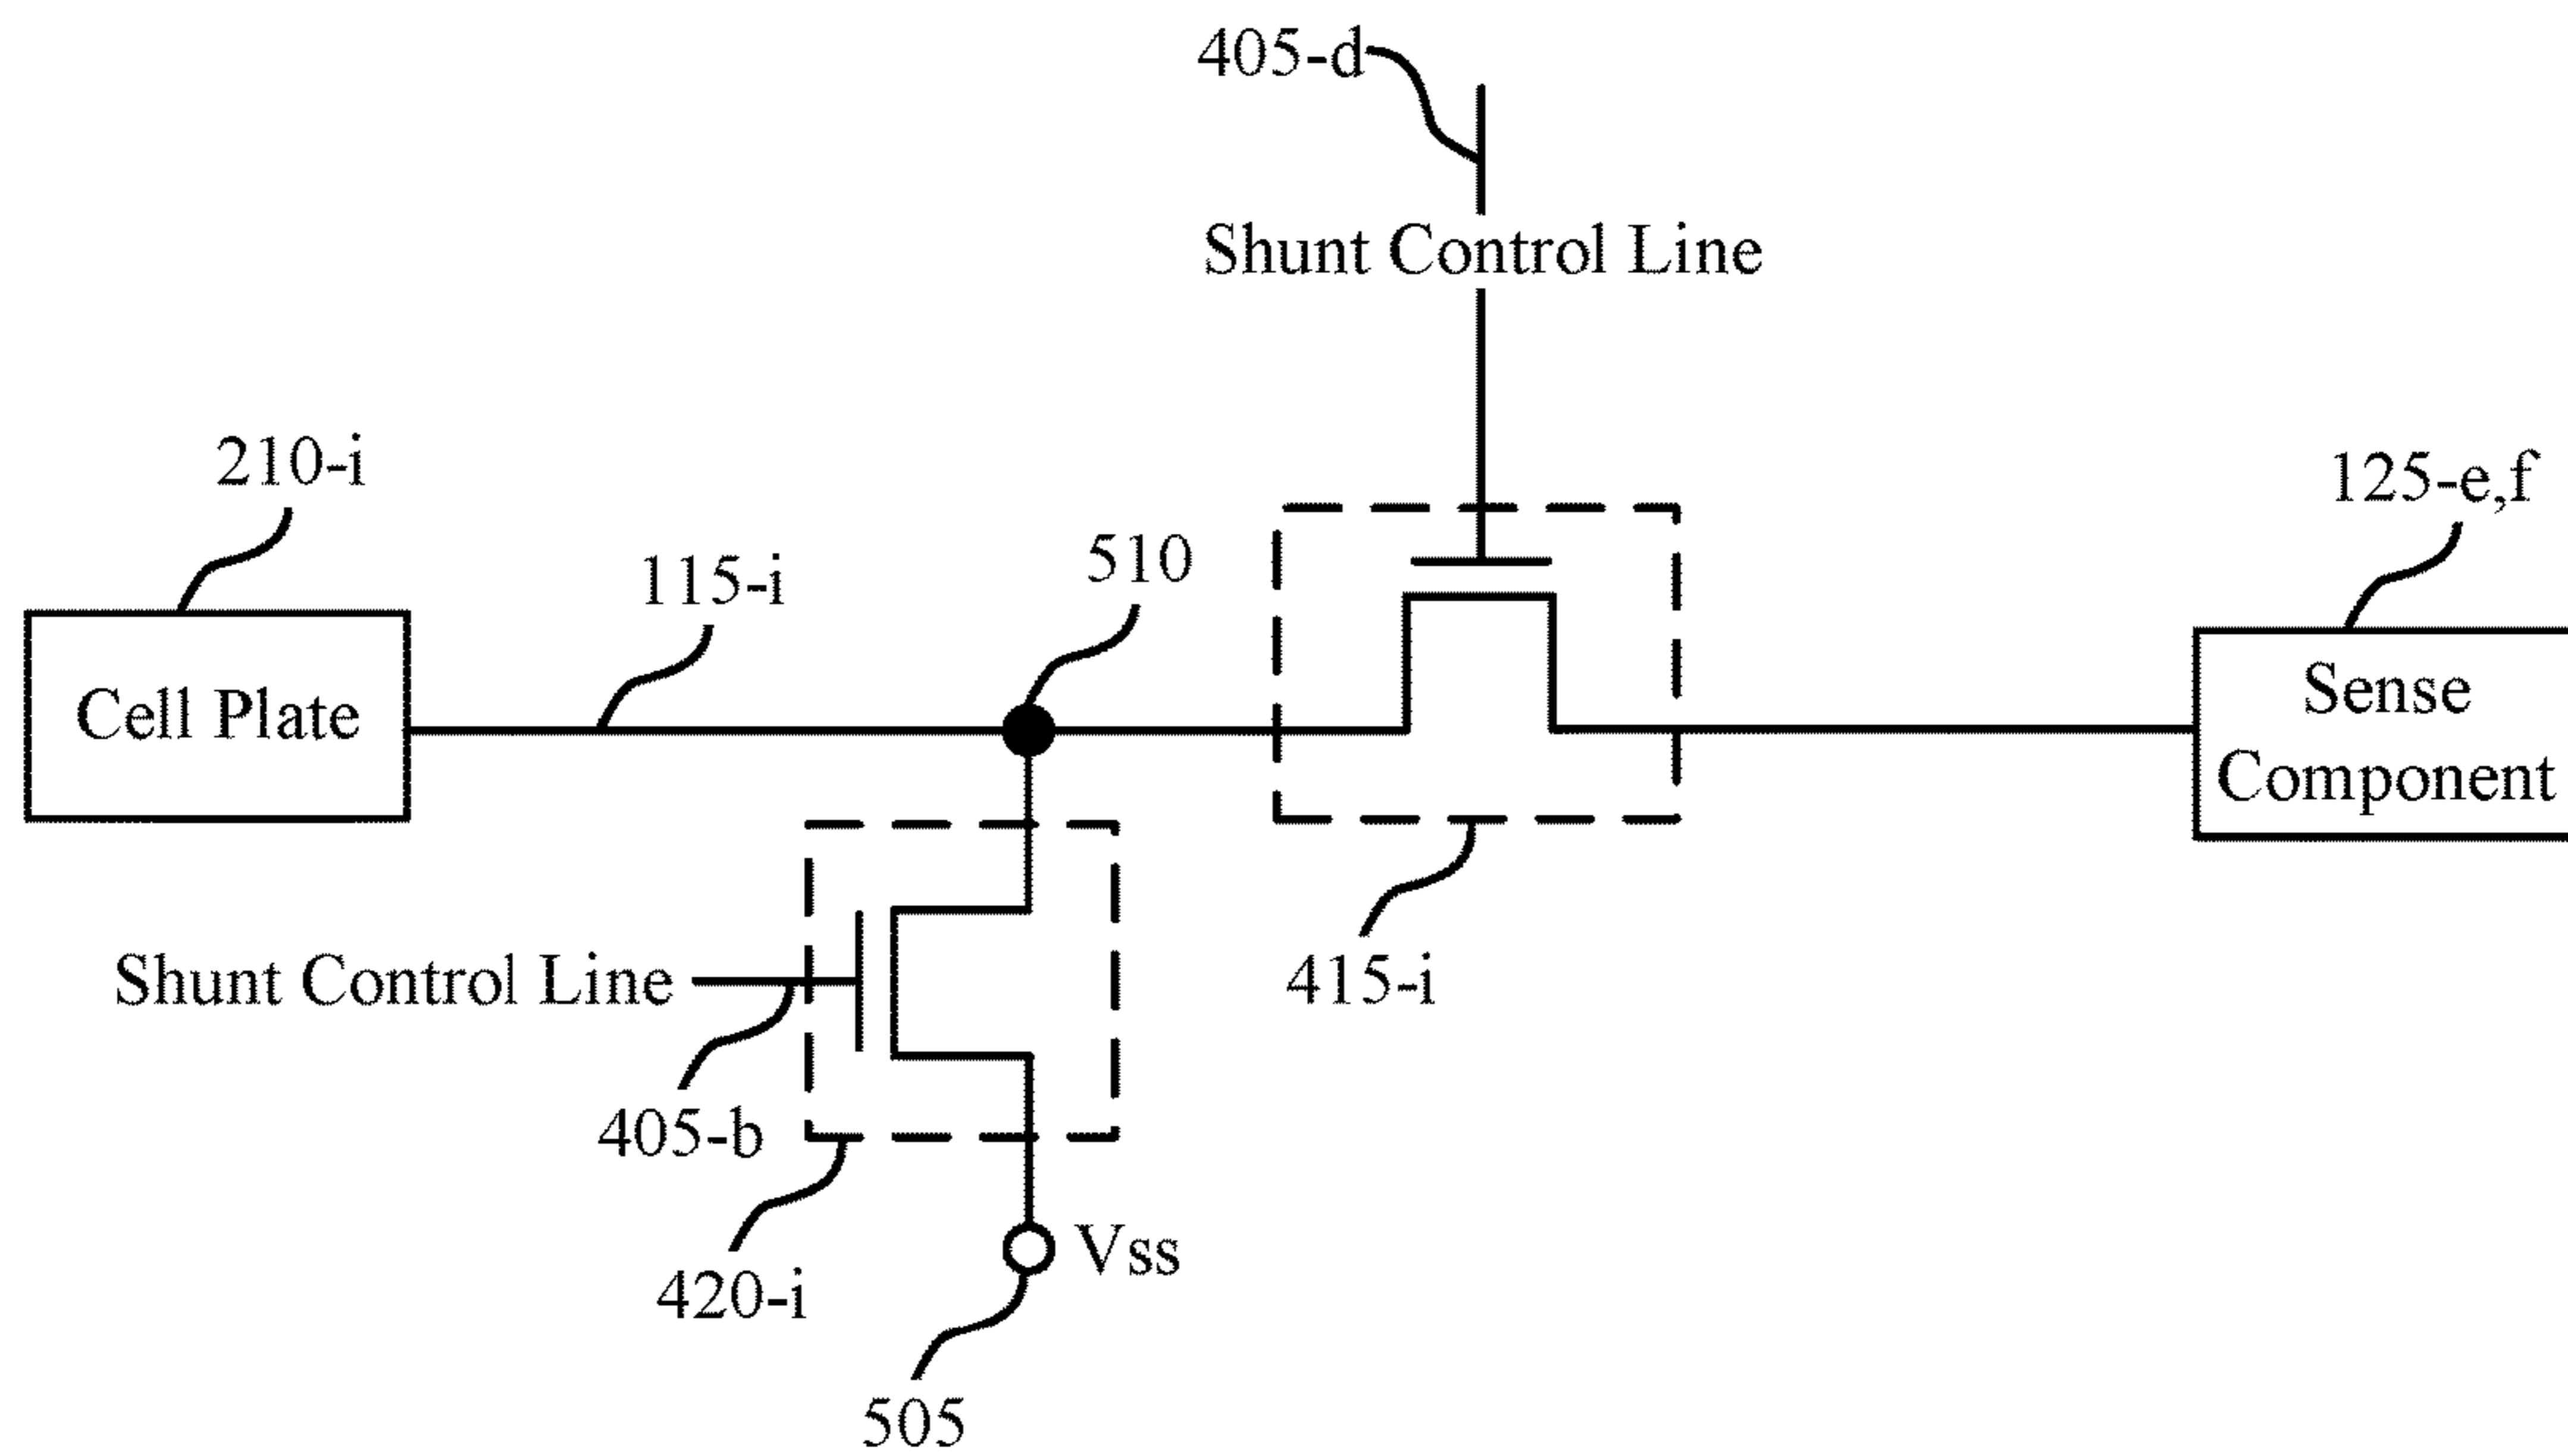 405-d
Shunt Control Line
210-i
125-e,f
510
115-i
Cell Plate
Sense
Component
Shunt Control Line
415-i
405-b
Vss
420-i
505